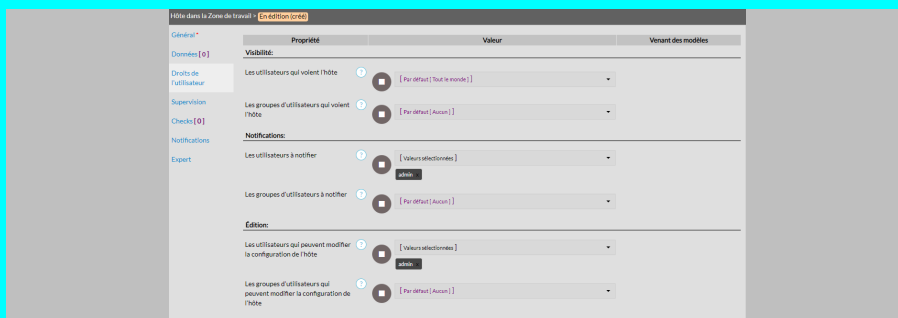 Hôte dans la Zone de travail - En édition (créé)
Général *
Données [ 0 ]
Droits de
l'utilisateur
Supervision
Checks [ 0 ]
Notifications
Expert
Propriété Valeur Venant des modèles
Visibilité:
Les utilisateurs qui voient l'hôte ? [ Par défaut [ Tout le monde ] ]
Les groupes d'utilisateurs qui voient ? [ Par défaut [ Aucun ] ]
l'hôte
Notifications:
Les utilisateurs à notifier ? [ Valeurs sélectionnées ]
admin
Les groupes d'utilisateurs à notifier ? [ Par défaut [ Aucun ] ]
Édition:
Les utilisateurs qui peuvent modifier ? [ Valeurs sélectionnées ]
la configuration de l'hôte
admin
Les groupes d'utilisateurs qui ?
peuvent modifier la configuration de [ Par défaut [ Aucun ] ]
l'hôte